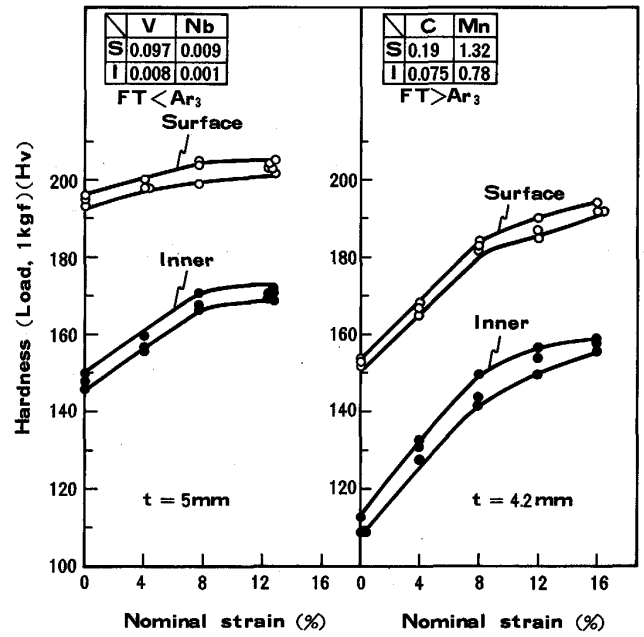 V Nb
S 0.097 0.009
I 0.008 0.001
FT<Ar₃
C Mn
S 0.19 1.32
I 0.075 0.78
FT>Ar₃
Surface
Inner
t = 5mm
Surface
Inner
t = 4.2mm
Hardness (Load, 1kgf)(Hv)
200
180
160
140
120
100
0 4 8 12 16
0 4 8 12 16
Nominal strain (%)
Nominal strain (%)